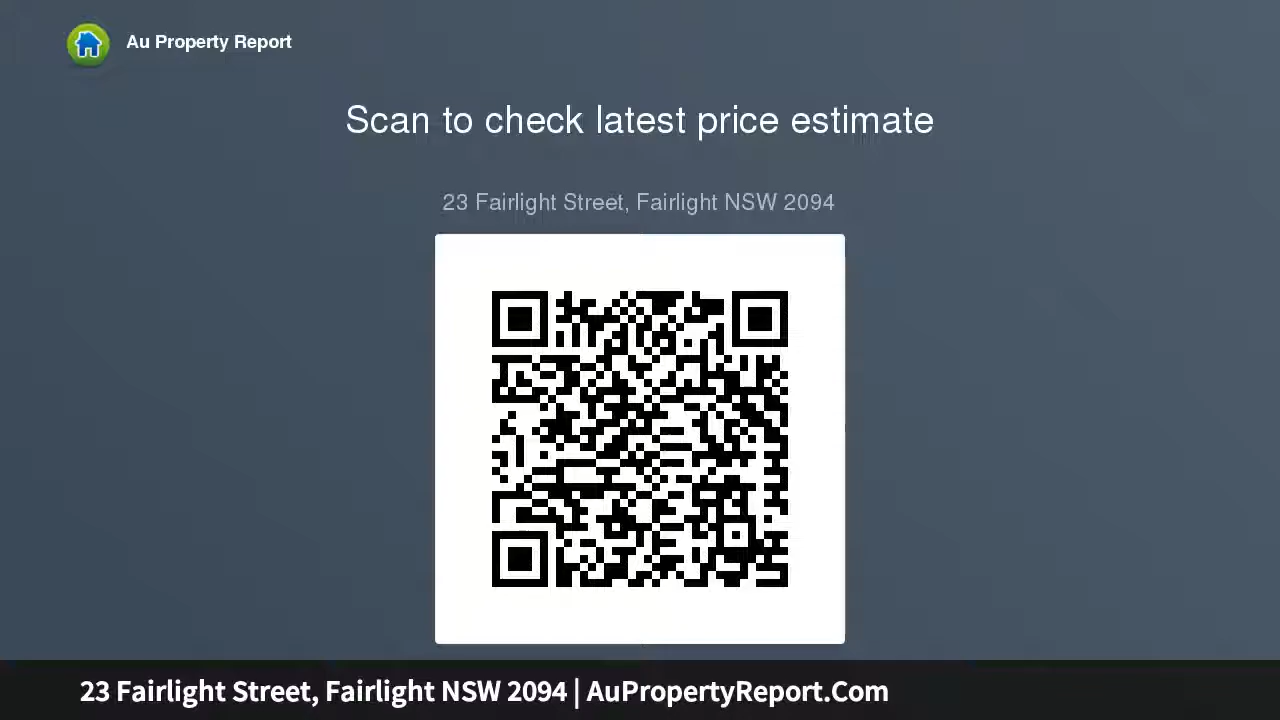 Au Property Report
Scan to check latest price estimate
23 Fairlight Street, Fairlight NSW 2094
23 Fairlight Street, Fairlight NSW 2094 | AuPropertyReport.Com